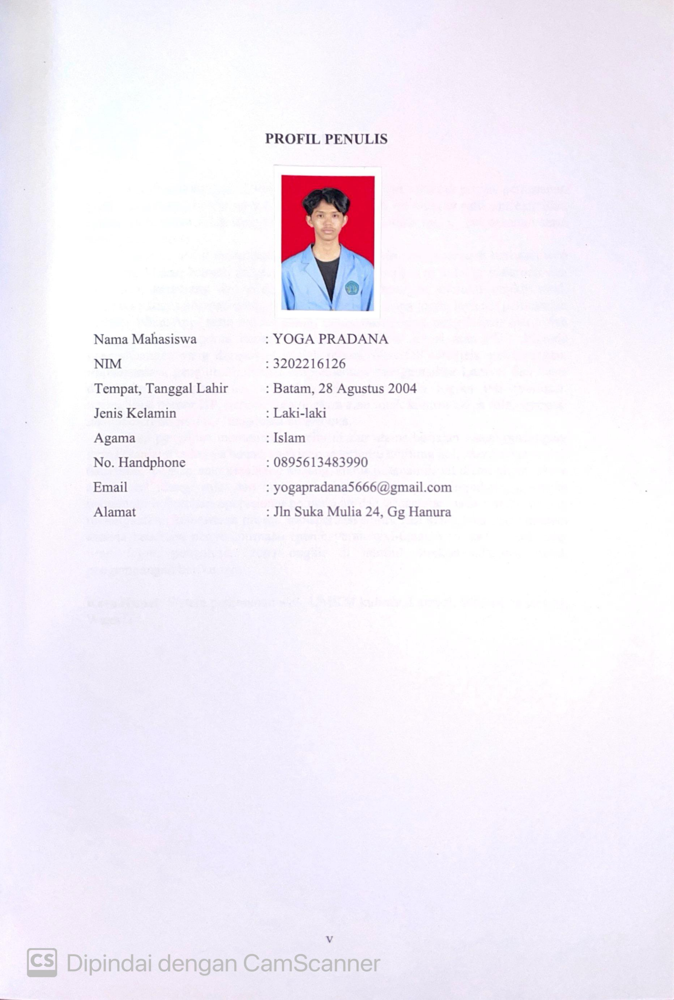 PROFIL PENULIS
Nama Mahasiswa : YOGA PRADANA
NIM : 3202216126
Tempat, Tanggal Lahir : Batam, 28 Agustus 2004
Jenis Kelamin : Laki-laki
Agama : Islam
No. Handphone : 0895613483990
Email : yogapradana5666@gmail.com
Alamat : Jln Suka Mulia 24, Gg Hanura
v
CS Dipindai dengan CamScanner